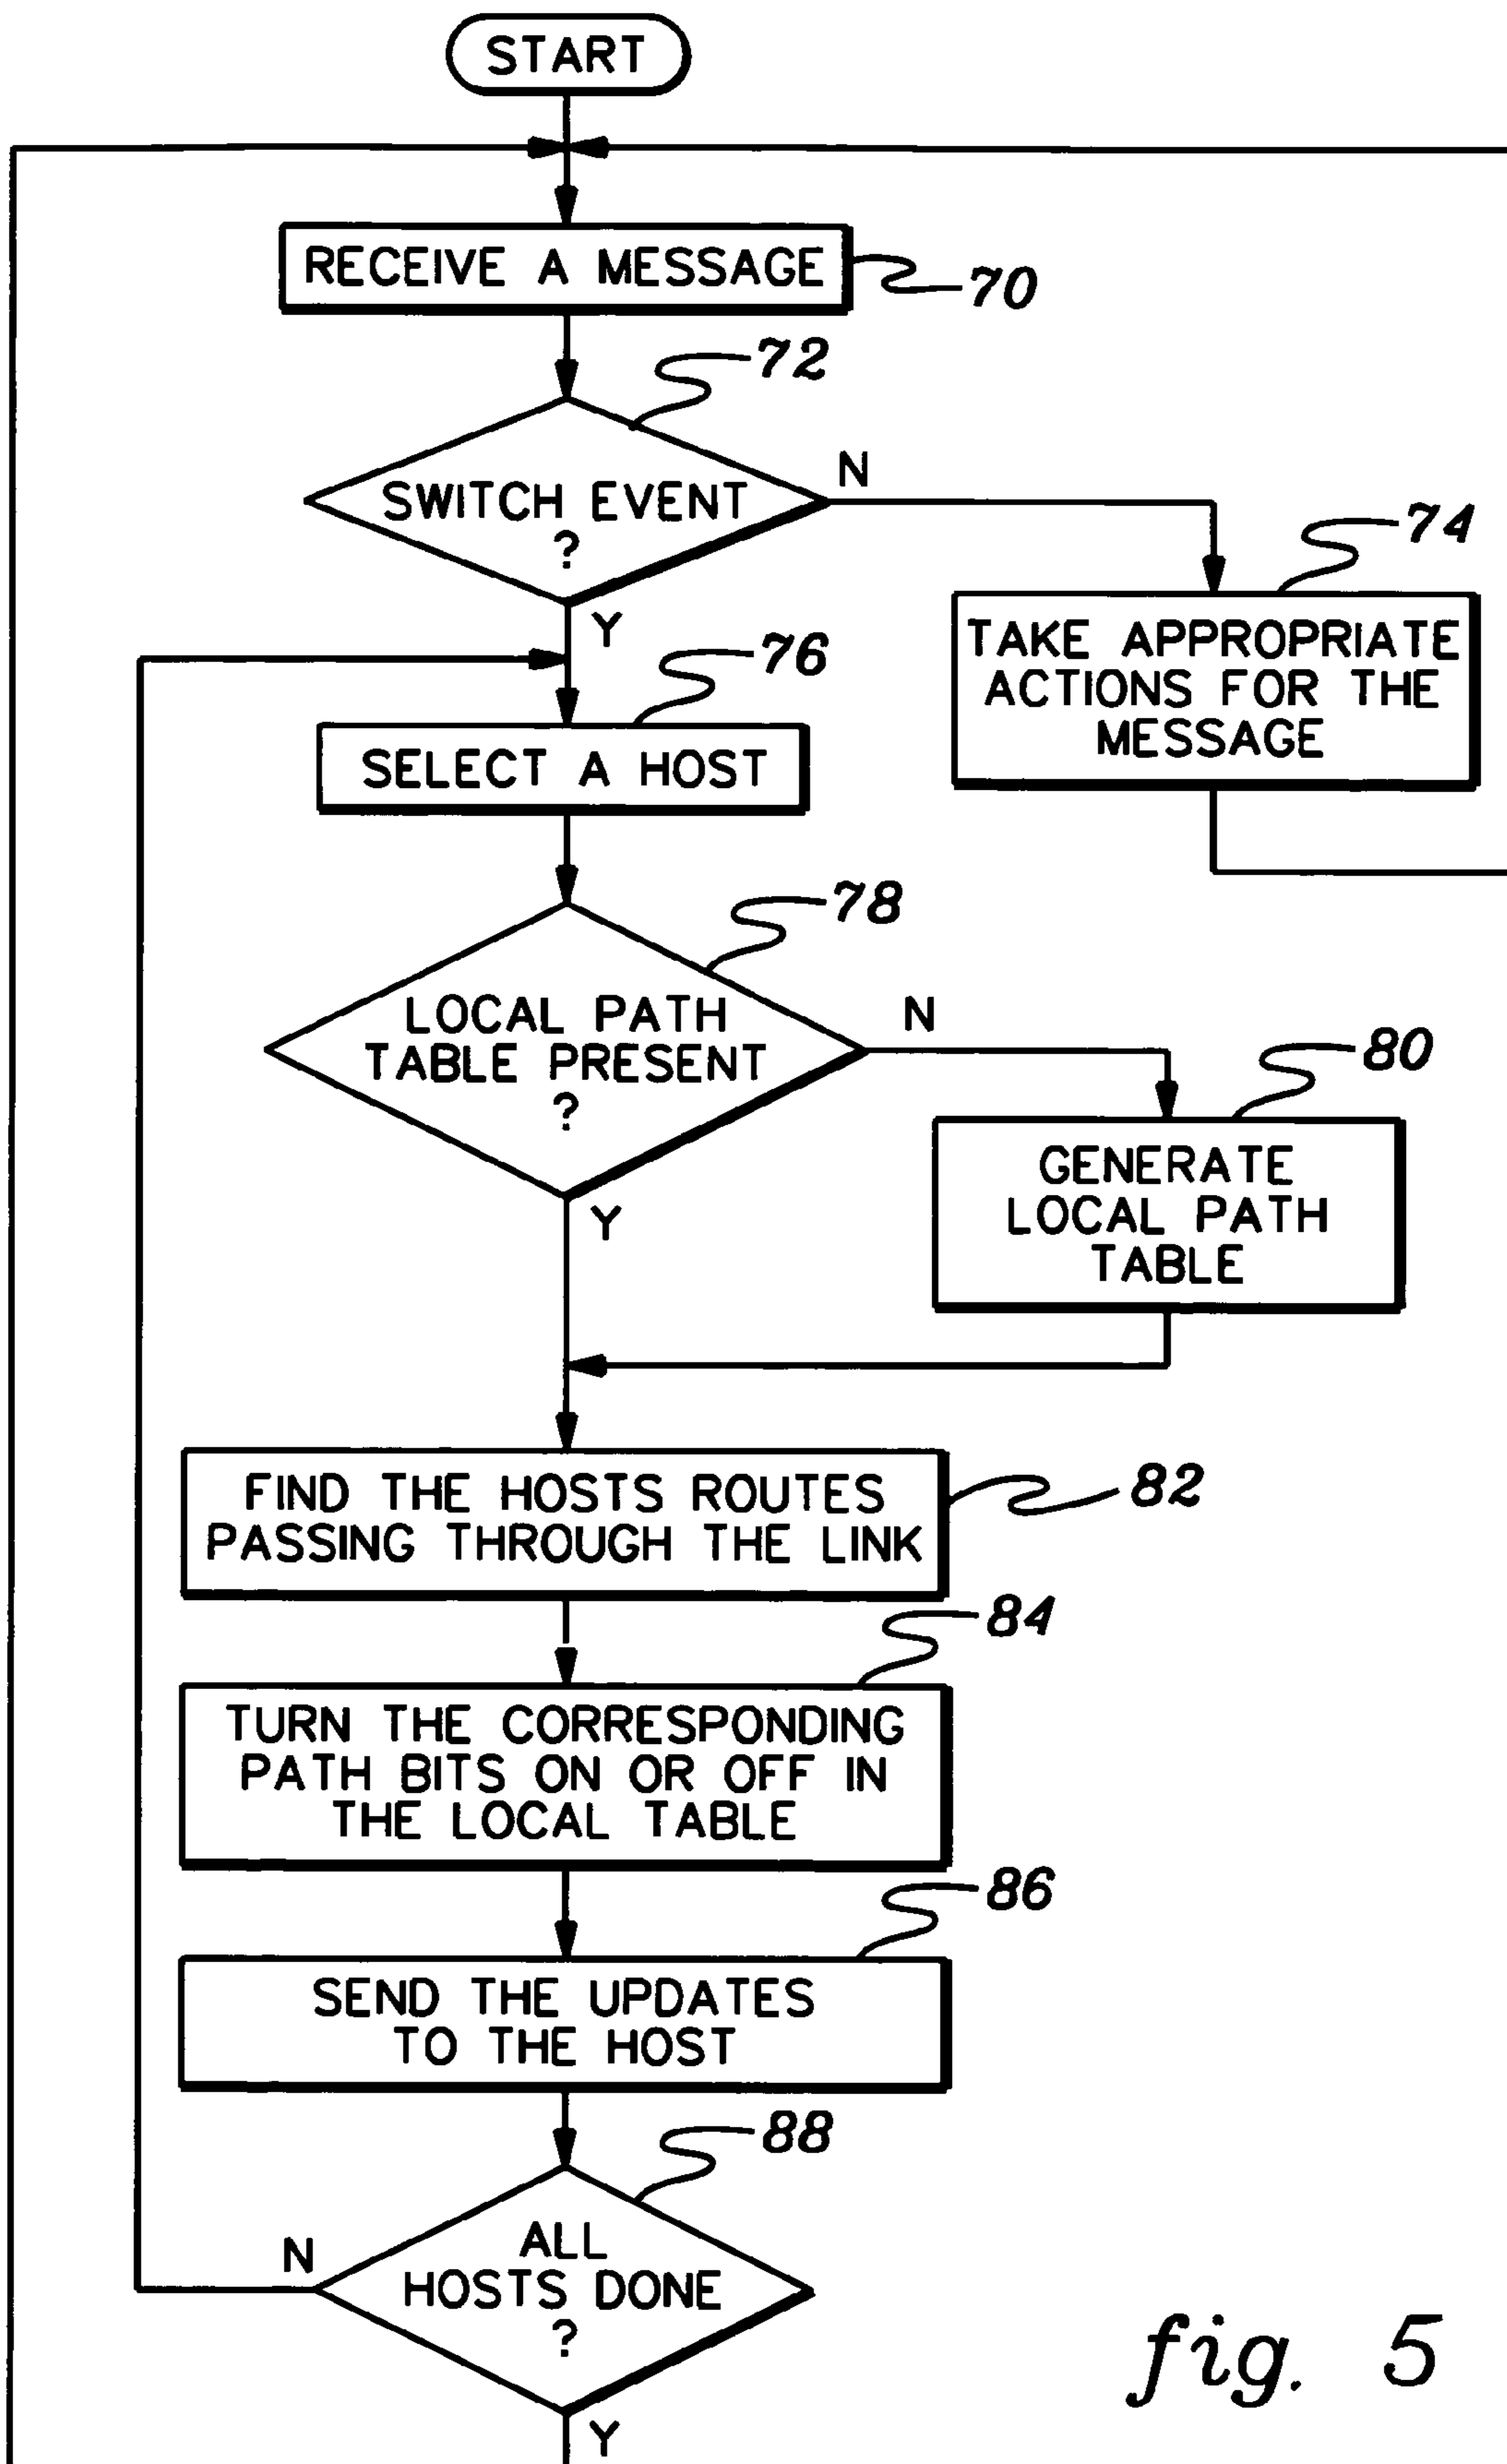 START
RECEIVE A MESSAGE
70
72
SWITCH EVENT
?
N
Y
74
TAKE APPROPRIATE
ACTIONS FOR THE
MESSAGE
76
SELECT A HOST
78
LOCAL PATH
TABLE PRESENT
?
N
Y
80
GENERATE
LOCAL PATH
TABLE
FIND THE HOSTS ROUTES
PASSING THROUGH THE LINK
82
84
TURN THE CORRESPONDING
PATH BITS ON OR OFF IN
THE LOCAL TABLE
86
SEND THE UPDATES
TO THE HOST
88
ALL
HOSTS DONE
?
N
Y
fig. 5